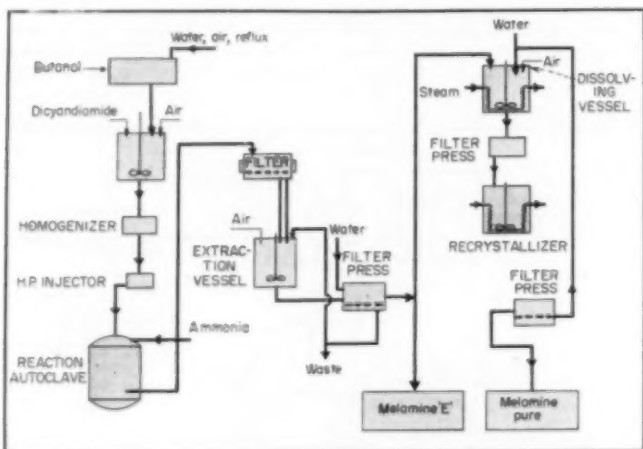 Water, air, reflux
Butanol
Dicyandiamide
Air
HOMOGENIZER
H.P. INJECTOR
Ammonia
REACTION
AUTOCLAVE
FILTER
Air
EXTRAC-
TION
VESSEL
Water
FILTER
PRESS
Waste
Melamine 'E'
Water
Air
DISSOLV-
ING
VESSEL
Steam
FILTER
PRESS
RECRYSTALLIZER
FILTER
PRESS
Melamine
pure